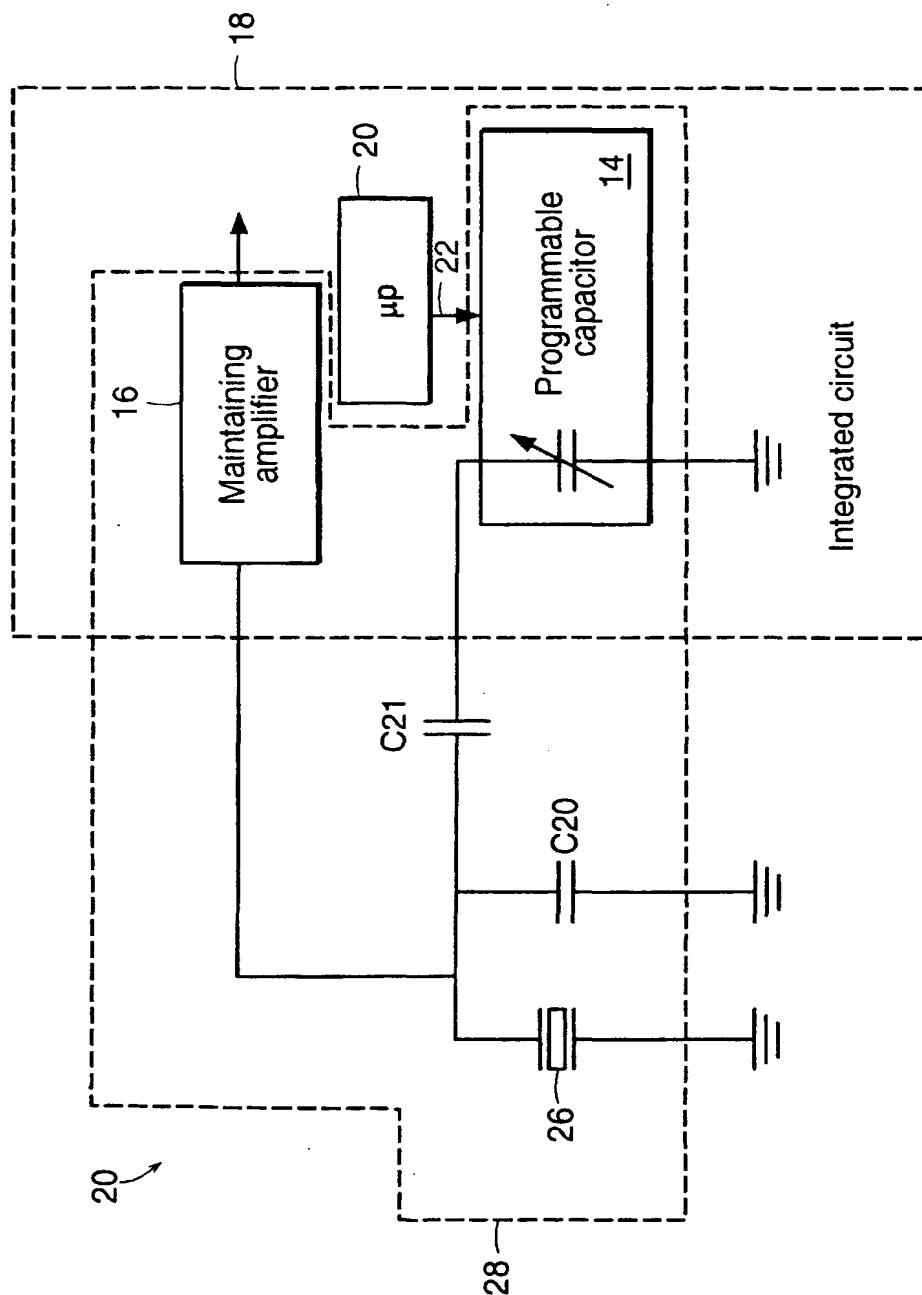 18
20
16
Maintaining
amplifier
20
µp
22
C21
Programmable
capacitor
14
C20
26
28
Integrated circuit